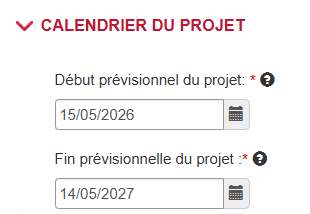 CALENDRIER DU PROJET
Début prévisionnel du projet: * ?
15/05/2026
Fin prévisionnelle du projet :* ?
14/05/2027